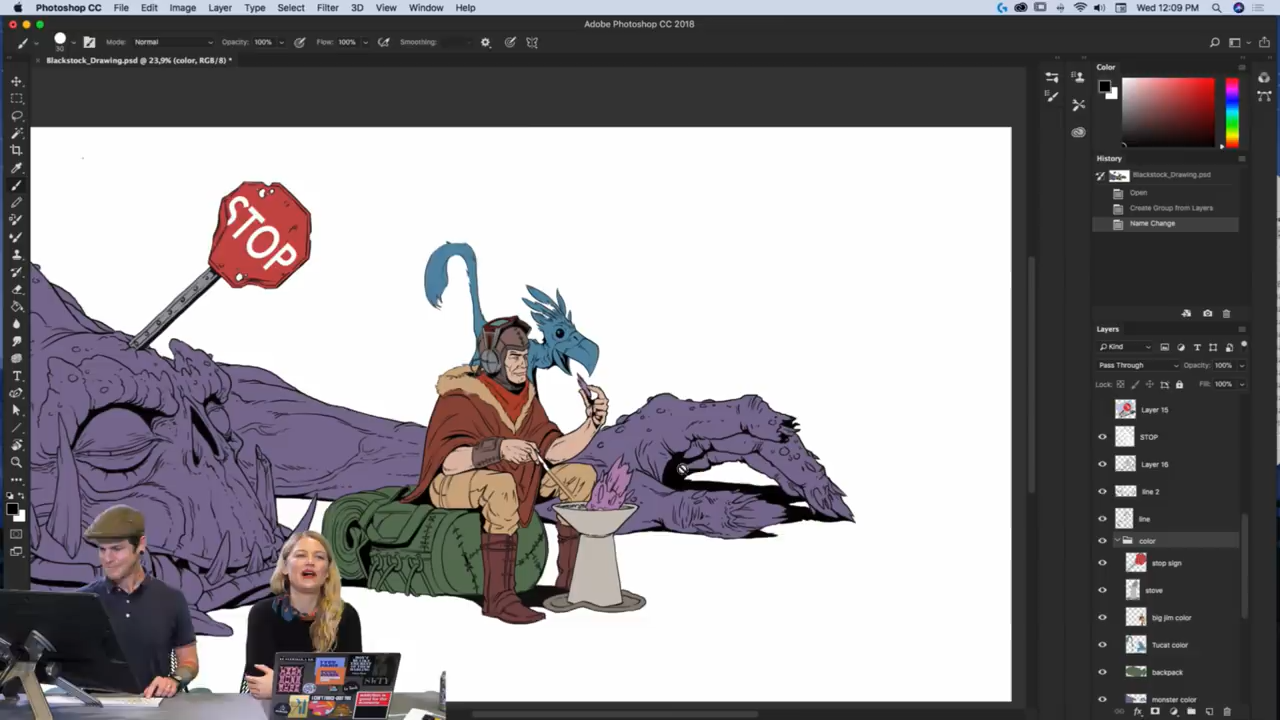 Photoshop CC File Edit Image Layer Type Select Filter 3D View Window Help Wed 12:09 PM
Adobe Photoshop CC 2018
30 Mode: Normal Opacity: 100% Flow: 100% Smoothing:
Blackstock_Drawing.psd @ 23,9% (color, RGB/8) *
Color
History
Blackstock_Drawing.psd
Open
Create Group from Layers
Name Change
STOP
Layers
Kind
Pass Through Opacity: 100%
Lock: Fill: 100%
Layer 15
STOP
Layer 16
line 2
line
color
stop sign
stove
big jim color
Tucat color
backpack
monster color